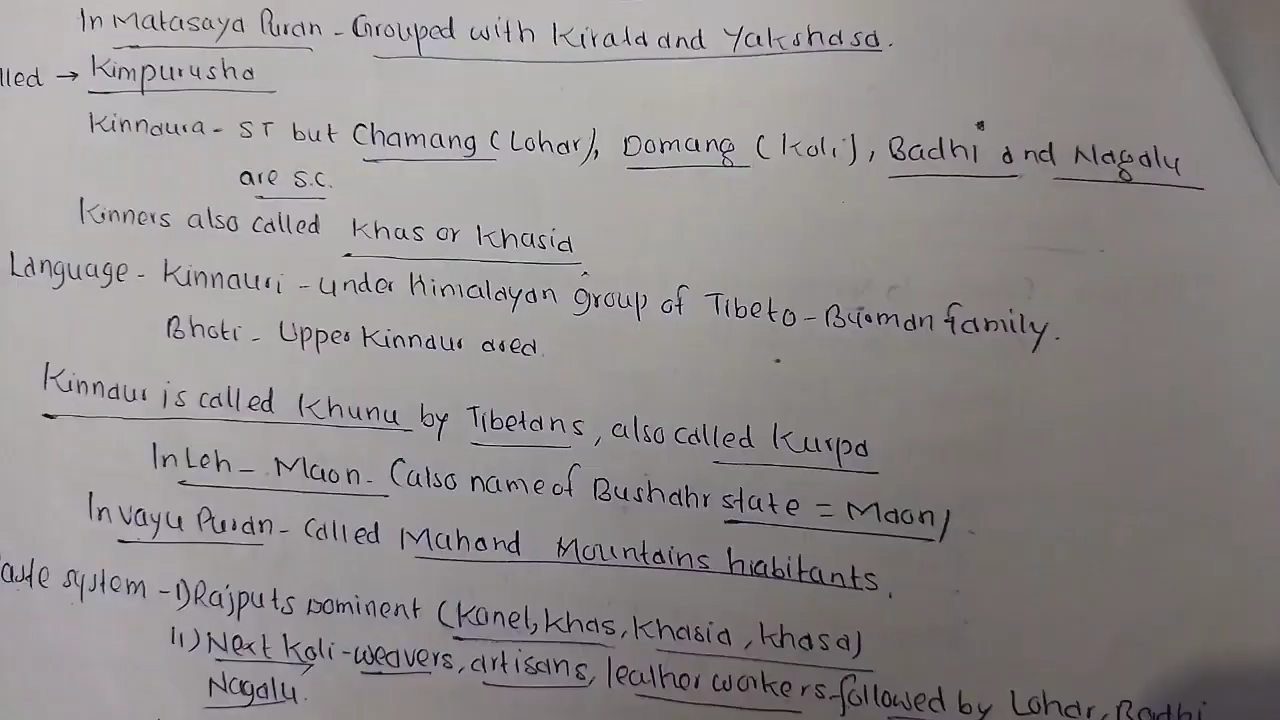 In Matasaya Puran - Grouped with Kirata and Yakshasa.
lled → Kimpurusha
Kinnaura - ST but Chamang (Lohar), Domang (Koli), Badhi and Nagalu
are S.C.
Kinners also called Khas or Khasia
Language - Kinnauri - under Himalayan group of Tibeto - Burman family.
Bhoti - Upper Kinnaur area.
Kinnaur is called Khunu by Tibetans, also called Kurpa
In Leh - Maon - (also name of Bushahr state = Maon)
In Vayu Puran - called Mahand Mountains habitants.
aste system - I) Rajputs Dominent (Kanel, Khas, Khasia, Khasa)
II) Next Koli - weavers, artisans, leather workers - followed by Lohar, Badhi
Nagalu.